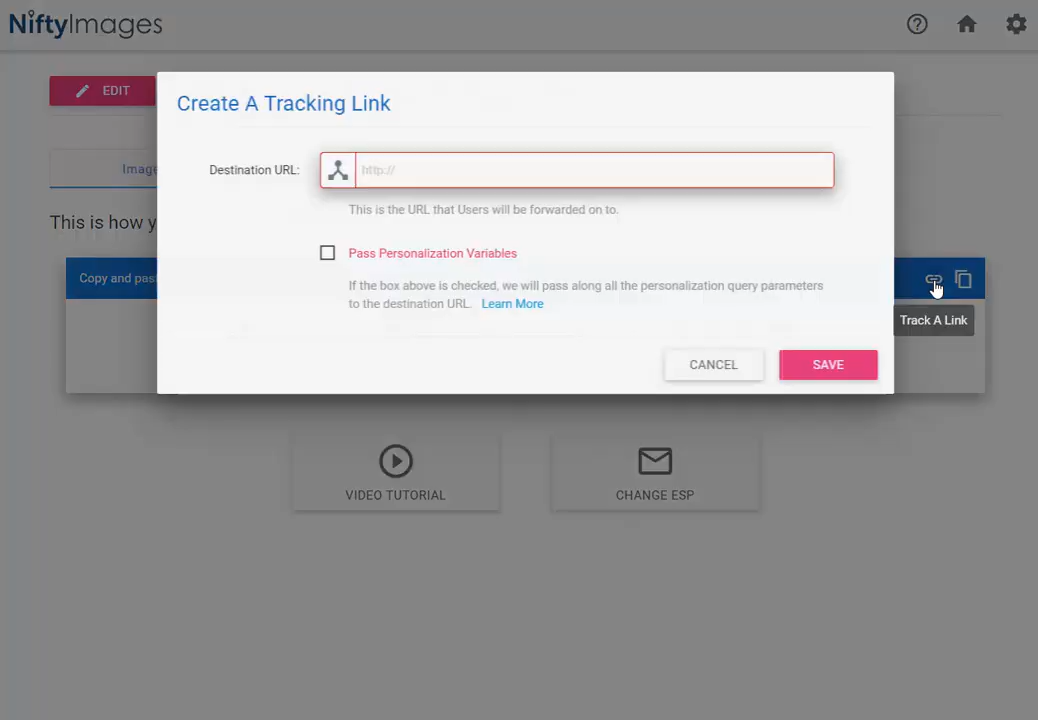 NiftyImages
EDIT
Create A Tracking Link
Image
Destination URL:
http://
This is how y
This is the URL that Users will be forwarded on to.
Pass Personalization Variables
Copy and pas
If the box above is checked, we will pass along all the personalization query parameters
to the destination URL. Learn More
Track A Link
CANCEL
SAVE
VIDEO TUTORIAL
CHANGE ESP